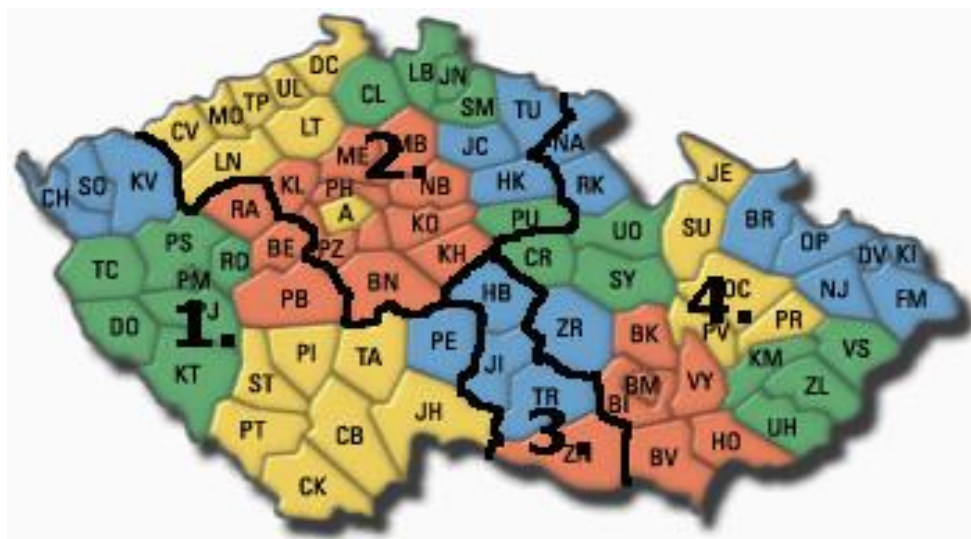 DC
LB
JN
UL
CL
TP
SM
TU
MO
CV
LT
JC
NA
ME
2.
MB
LN
KV
SO
CH
KL
PH
NB
HK
RK
JE
RA
A
KO
PU
SU
BR
PS
BE
PZ
KH
UO
OP
RO
CR
DV
KI
TC
PM
BN
SY
OC
NJ
FM
PB
HB
4.
PR
DO
1.
PJ
PE
ZR
BK
PV
VS
KT
PI
TA
JI
KM
ST
TR
BM
VY
ZL
BI
JH
PT
CB
3.
ZN
UH
BV
HO
CK